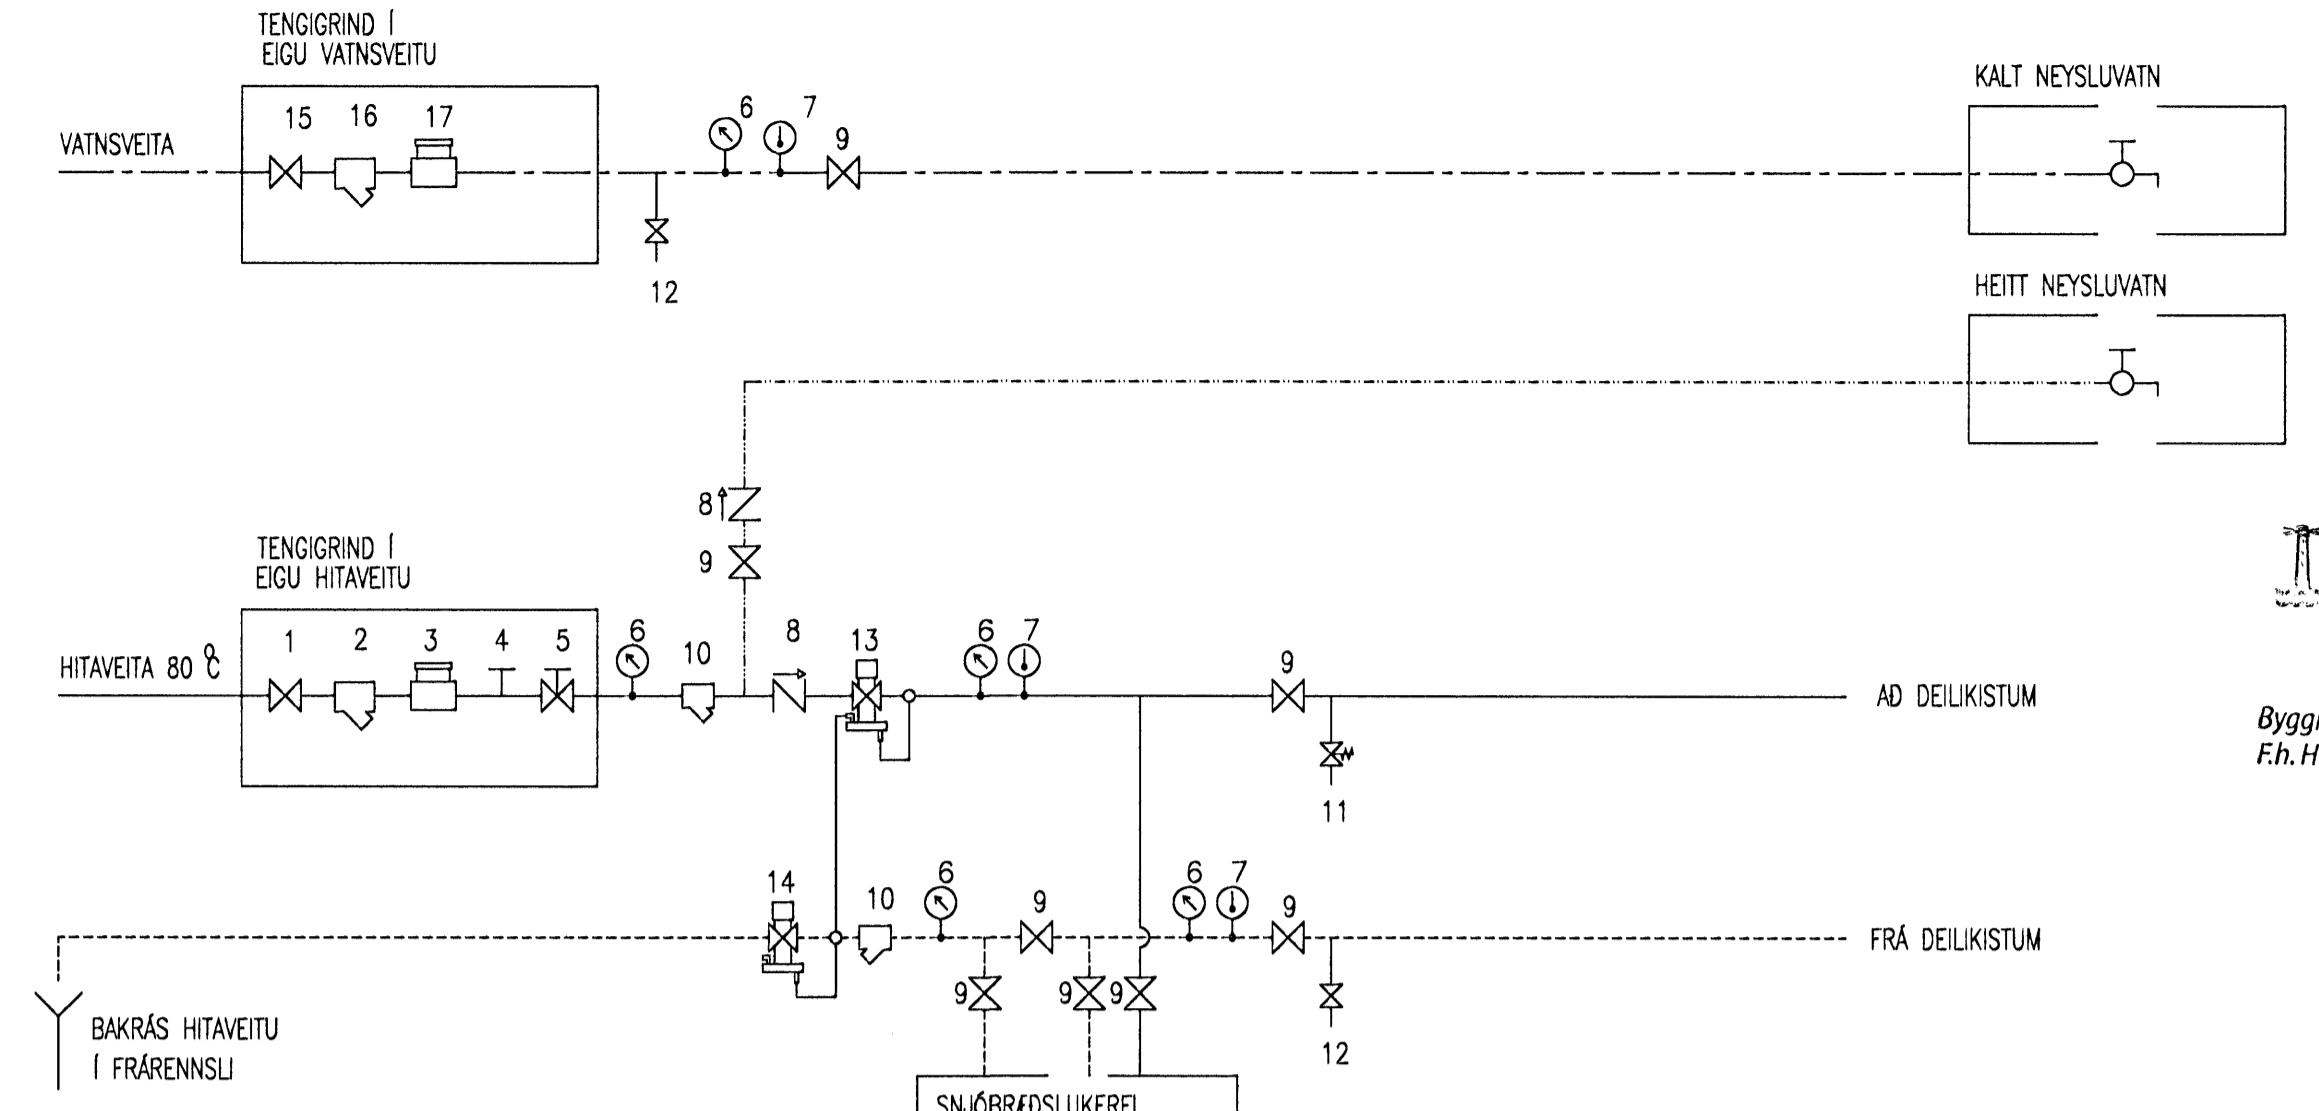 TENGIGRIND Í
EIGU VATNSVEITU
KALT NEYSLUVATN
15 16 17
6 7
9
VATNSVEITA
12
HEITT NEYSLUVATN
8
9
TENGIGRIND Í
EIGU HITAVEITU
1 2 3 4 5
6
10
8
13
6 7
9
HITAVEITA 80 °C
AÐ DEILIKISTUM
F.h. H
11
14
10
6
9
6 7
9
FRÁ DEILIKISTUM
9
9
9
12
BAKRÁS HITAVEITU
Í FRÁRENNSLI
SNJÓBRÆÐSLUKERFI